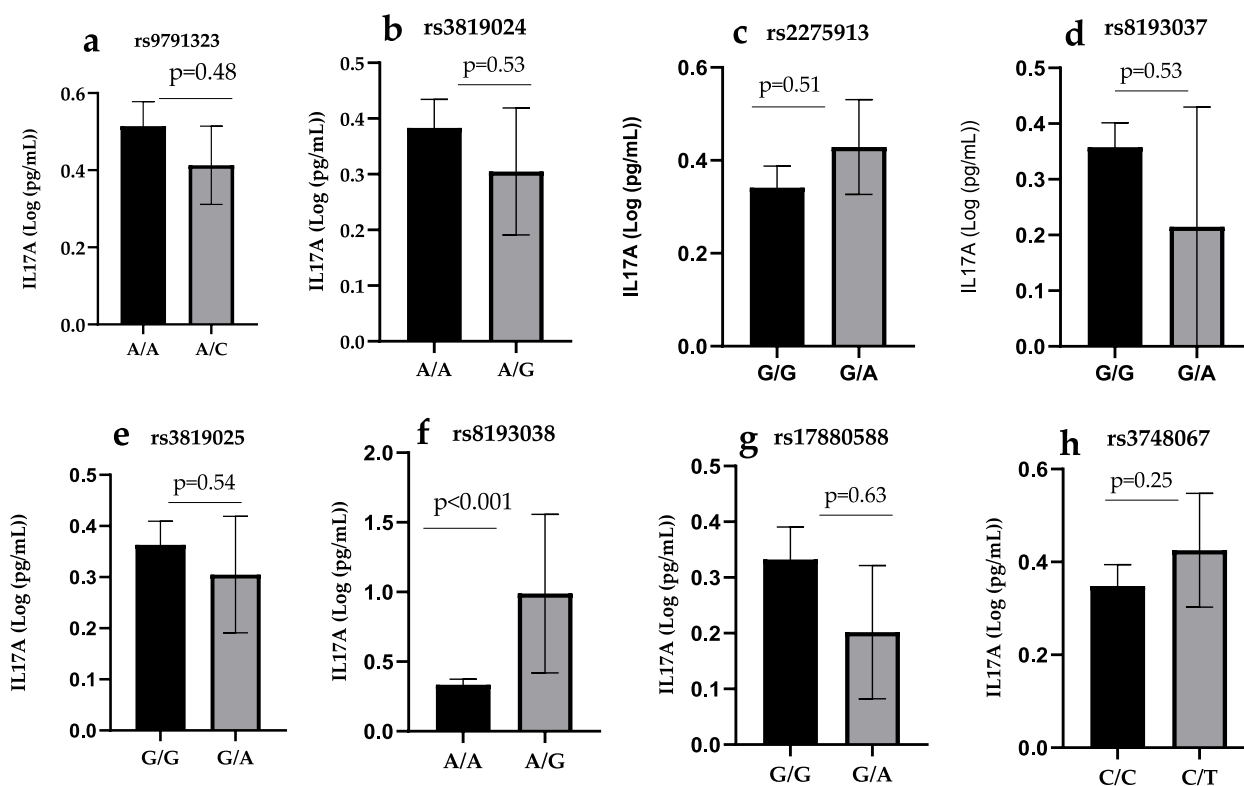 a rs9791323
p=0.48
IL17A (Log (pg/mL))
0.6
0.4
0.2
0.0
A/A A/C
b rs3819024
p=0.53
IL17A (Log (pg/mL))
0.5
0.4
0.3
0.2
0.1
0.0
A/A A/G
c rs2275913
p=0.51
IL17A (Log (pg/mL))
0.6
0.4
0.2
0.0
G/G G/A
d rs8193037
p=0.53
IL17A (Log (pg/mL))
0.5
0.4
0.3
0.2
0.1
0.0
G/G G/A
e rs3819025
p=0.54
IL17A (Log (pg/mL))
0.5
0.4
0.3
0.2
0.1
0.0
G/G G/A
f rs8193038
p<0.001
IL17A (Log (pg/mL))
2.0
1.5
1.0
0.5
0.0
A/A A/G
g rs17880588
p=0.63
IL17A (Log (pg/mL))
0.5
0.4
0.3
0.2
0.1
0.0
G/G G/A
h rs3748067
p=0.25
IL17A (Log (pg/mL))
0.6
0.4
0.2
0.0
C/C C/T